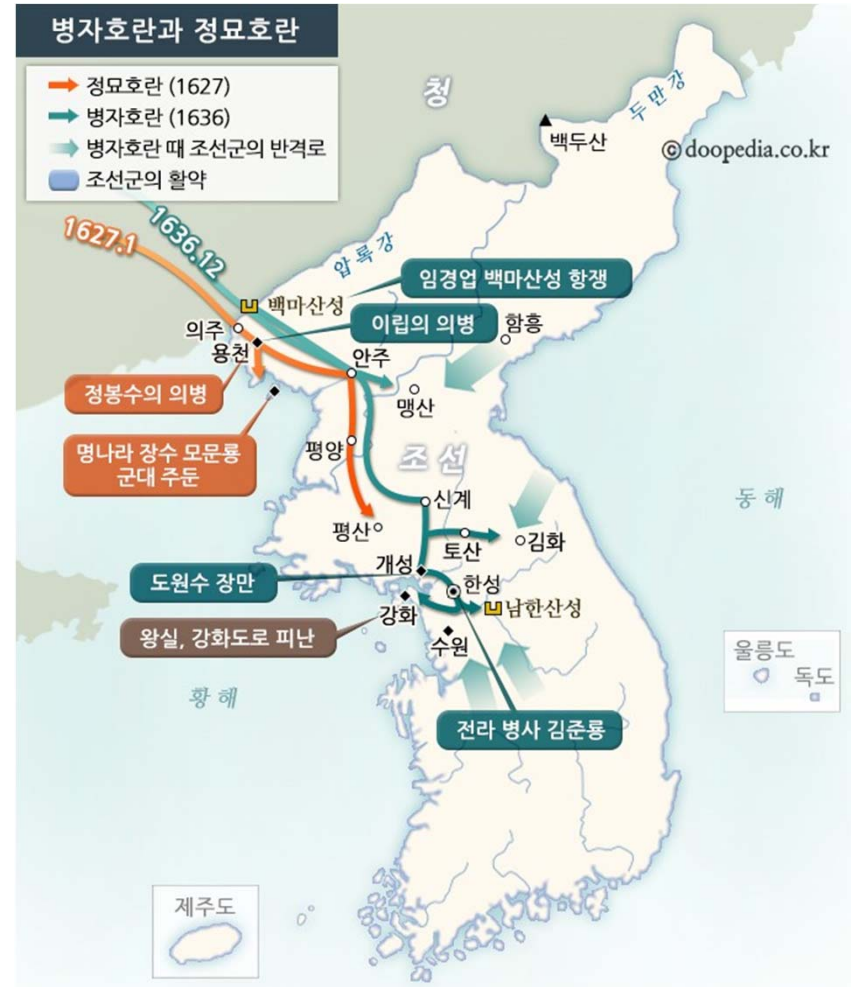 병자호란과 정묘호란
정묘호란 (1627)
병자호란 (1636)
병자호란 때 조선군의 반격로
조선군의 활약
청
두만강
백두산
©doopedia.co.kr
1627.1
1636.12
압록강
임경업 백마산성 항쟁
백마산성
이립의 의병
함흥
의주
용천
안주
정봉수의 의병
맹산
명나라 장수 모문룡
군대 주둔
평양
조선
신계
동해
평산
토산
김화
개성
도원수 장만
한성
강화
남한산성
왕실, 강화도로 피난
수원
울릉도
독도
황해
전라 병사 김준룡
제주도